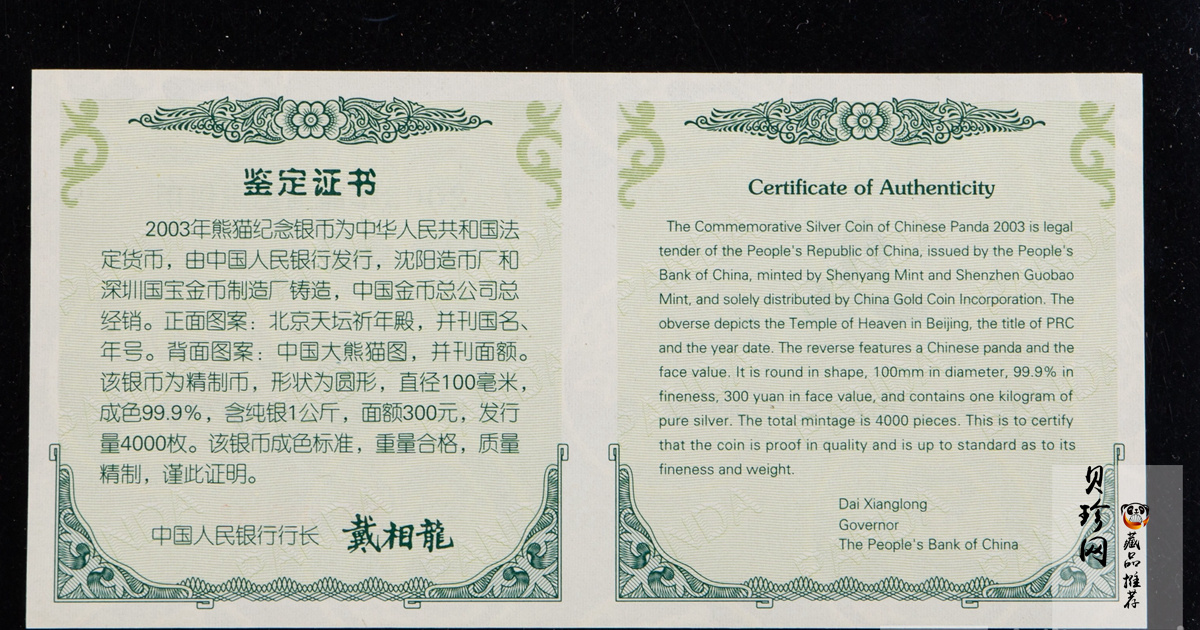 鉴定证书
2003年熊猫纪念银币为中华人民共和国法
定货币，由中国人民银行发行，沈阳造币厂和
深圳国宝金币制造厂铸造，中国金币总公司总
经销。正面图案：北京天坛祈年殿，并刊国名、
年号。背面图案：中国大熊猫图，并刊面额。
该银币为精制币，形状为圆形，直径100毫米，
成色99.9%，含纯银1公斤，面额300元，发行
量4000枚。该银币成色标准，重量合格，质量
精制，谨此证明。
中国人民银行行长 戴相龍
Certificate of Authenticity
The Commemorative Silver Coin of Chinese Panda 2003 is legal
tender of the People's Republic of China, issued by the People's
Bank of China, minted by Shenyang Mint and Shenzhen Guobao
Mint, and solely distributed by China Gold Coin Incorporation. The
obverse depicts the Temple of Heaven in Beijing, the title of PRC
and the year date. The reverse features a Chinese panda and the
face value. It is round in shape, 100mm in diameter, 99.9% in
fineness, 300 yuan in face value, and contains one kilogram of
pure silver. The total mintage is 4000 pieces. This is to certify
that the coin is proof in quality and is up to standard as to its
fineness and weight.
Dai Xianglong
Governor
The People's Bank of China
贝珍网
藏品推荐